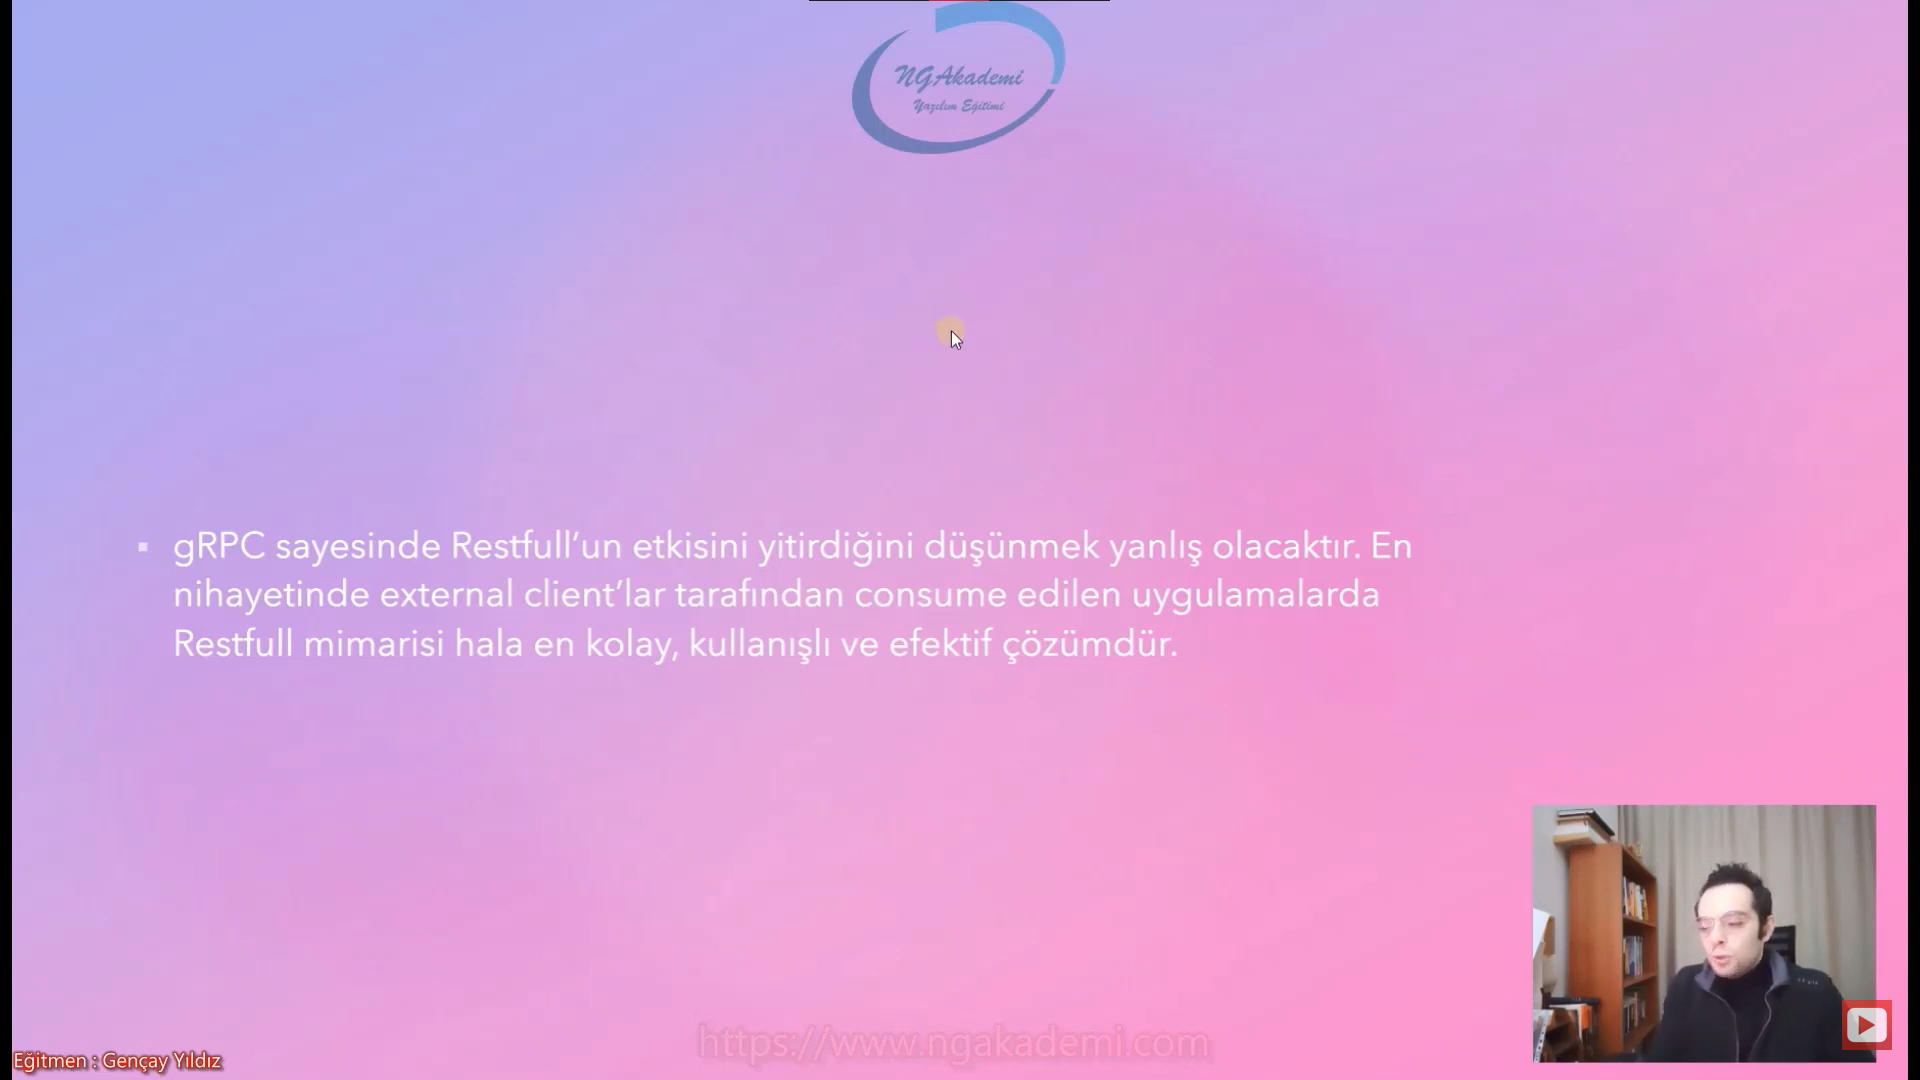 NGAkademi
Yazılım Eğitimi
gRPC sayesinde Restfull’un etkisini yitirdiğini düşünmek yanlış olacaktır. En
nihayetinde external client’lar tarafından consume edilen uygulamalarda
Restfull mimarisi hala en kolay, kullanışlı ve efektif çözümdür.
https://www.ngakademi.com
Eğitmen : Gençay Yıldız